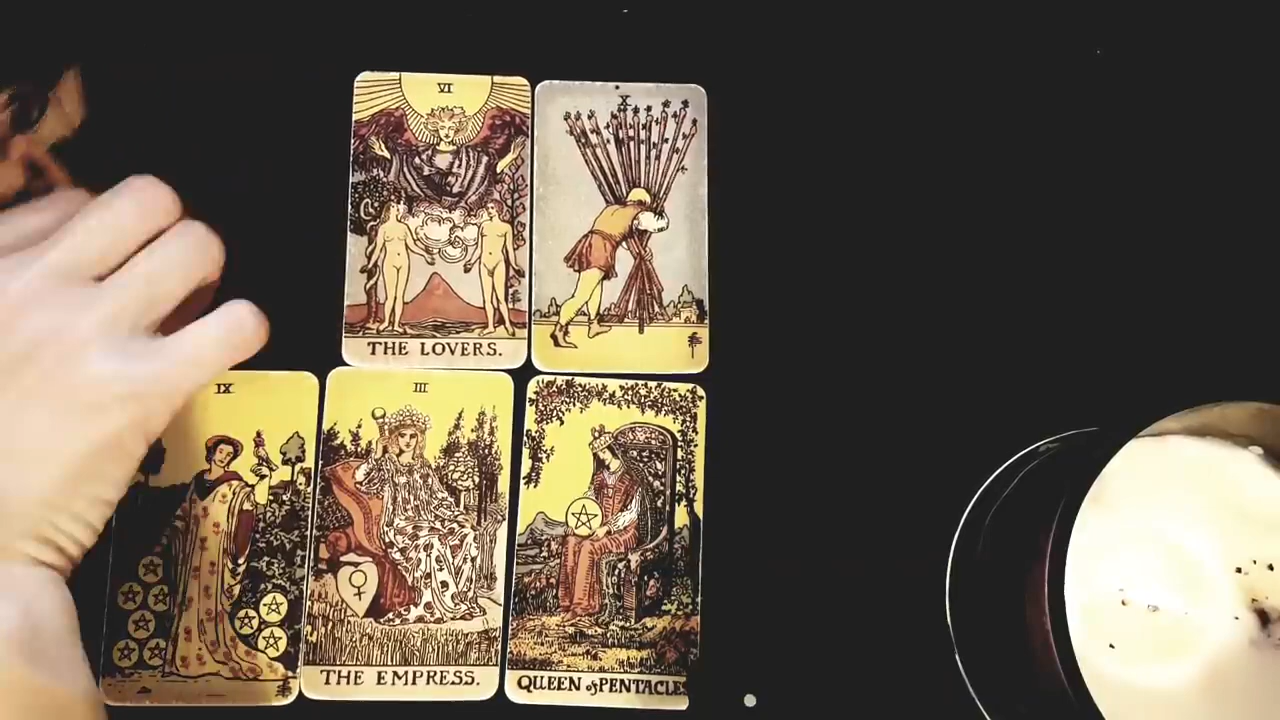 VI
X
THE LOVERS.
IX
III
THE EMPRESS.
QUEEN of PENTACLES